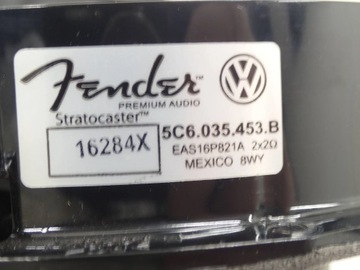 Fender
PREMIUM AUDIO
Stratocaster™
16284X
5C6.035.453.B
EAS16P821A 2x2Ω
MEXICO 8WY